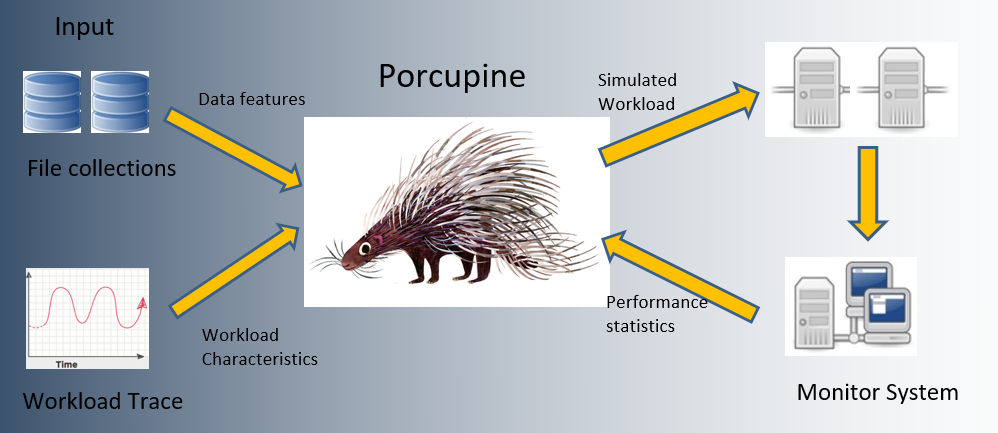 Input
File collections
Data features
Porcupine
Simulated
Workload
Time
Workload Trace
Workload
Characteristics
Performance
statistics
Monitor System